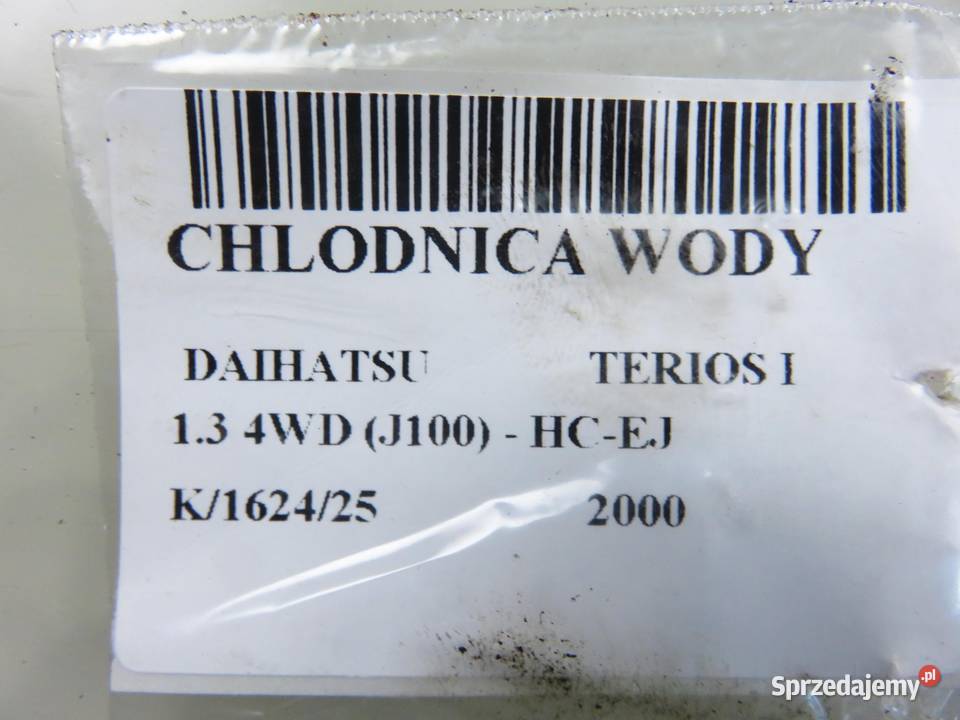 CHLODNICA WODY
DAIHATSU TERIOS I
1.3 4WD (J100) - HC-EJ
K/1624/25 2000
Sprzedajemy.pl